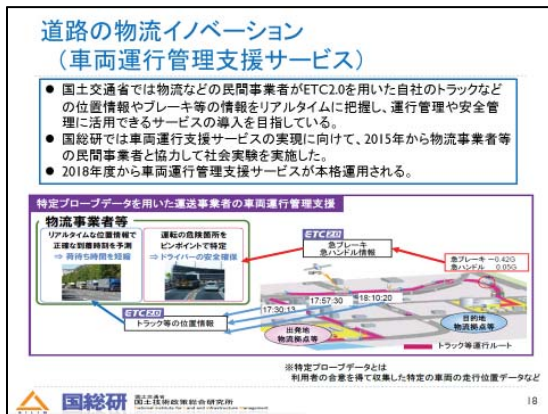 道路の物流イノベーション
（車両運行管理支援サービス）
● 国土交通省では物流などの民間事業者がETC2.0を用いた自社のトラックなど
の位置情報やブレーキ等の情報をリアルタイムに把握し、運行管理や安全管
理に活用できるサービスの導入を目指している。
● 国総研では車両運行支援サービスの実現に向けて、2015年から物流事業者等
の民間事業者と協力して社会実験を実施した。
● 2018年度から車両運行管理支援サービスが本格運用される。
特定プローブデータを用いた運送事業者の車両運行管理支援
物流事業者等
リアルタイムな位置情報で
正確な到着時刻を予測
⇒ 荷待ち時間を短縮
運転の危険箇所を
ピンポイントで特定
⇒ドライバーの安全確保
ETC2.0
急ブレーキ
急ハンドル情報
急ブレーキ －0.42G
急ハンドル 0.05G
17:30:13
17:57:30
18:10:20
ETC2.0
トラック等の位置情報
出発地
物流拠点等
目的地
物流拠点等
トラック等運行ルート
※特定プローブデータとは
利用者の合意を得て収集した特定の車両の走行位置データなど
国総研
国土交通省
国土技術政策総合研究所
National Institute for Land and Infrastructure Management
18